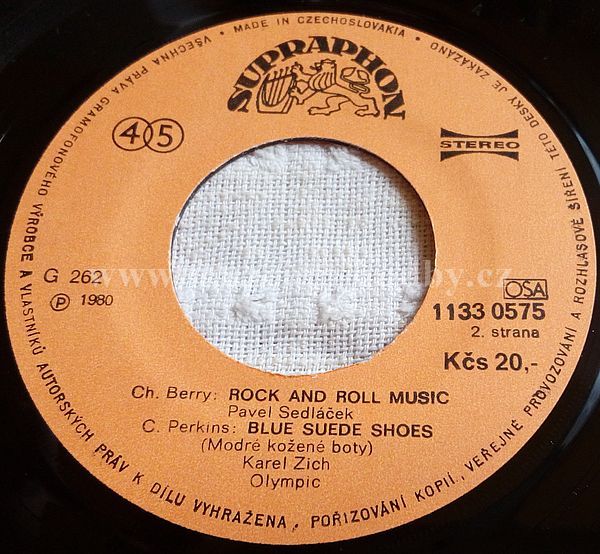 VŠECHNA PRÁVA GRAMOFONOVÉHO VÝROBCE A VLASTNÍKŮ AUTORSKÝCH PRÁV K DÍLU VYHRAŽENA, POŘIZOVÁNÍ KOPIÍ, VEŘEJNÉ PROVOZOVÁNÍ A ROZHLASOVÉ ŠÍŘENÍ TÉTO DESKY JE ZAKÁZÁNO
MADE IN CZECHOSLOVAKIA
SUPRAPHON
45
STEREO
G 262
Ⓟ 1980
OSA
1133 0575
2. strana
Kčs 20,-
Ch. Berry: ROCK AND ROLL MUSIC
Pavel Sedláček
C. Perkins: BLUE SUEDE SHOES
(Modré kožené boty)
Karel Zich
Olympic